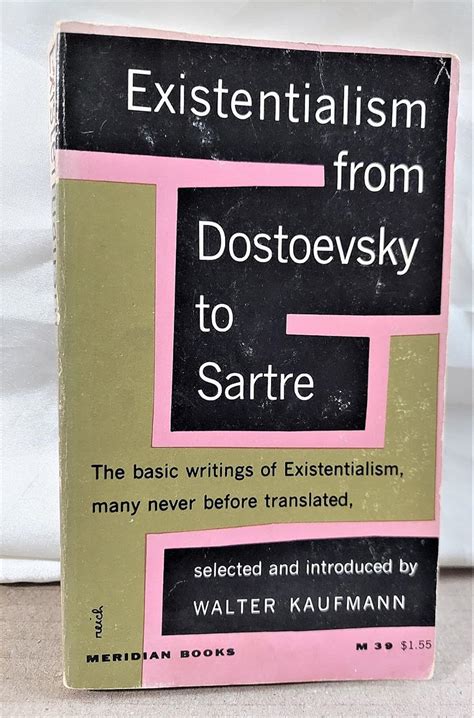 Existentialism
from
Dostoevsky
to
Sartre
The basic writings of Existentialism,
many never before translated,
selected and introduced by
WALTER KAUFMANN
reich
MERIDIAN BOOKS
M 39 $1.55